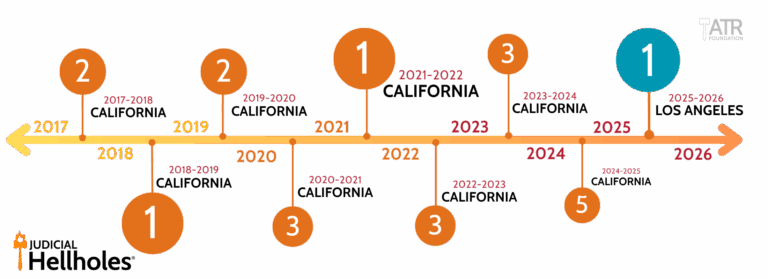 ATR
FOUNDATION
2
2017-2018
CALIFORNIA
2
2019-2020
CALIFORNIA
1
2021-2022
CALIFORNIA
3
2023-2024
CALIFORNIA
1
2025-2026
LOS ANGELES
2017
2018
2019
2020
2021
2022
2023
2024
2025
2026
1
2018-2019
CALIFORNIA
3
2020-2021
CALIFORNIA
3
2022-2023
CALIFORNIA
5
2024-2025
CALIFORNIA
JUDICIAL
Hellholes®